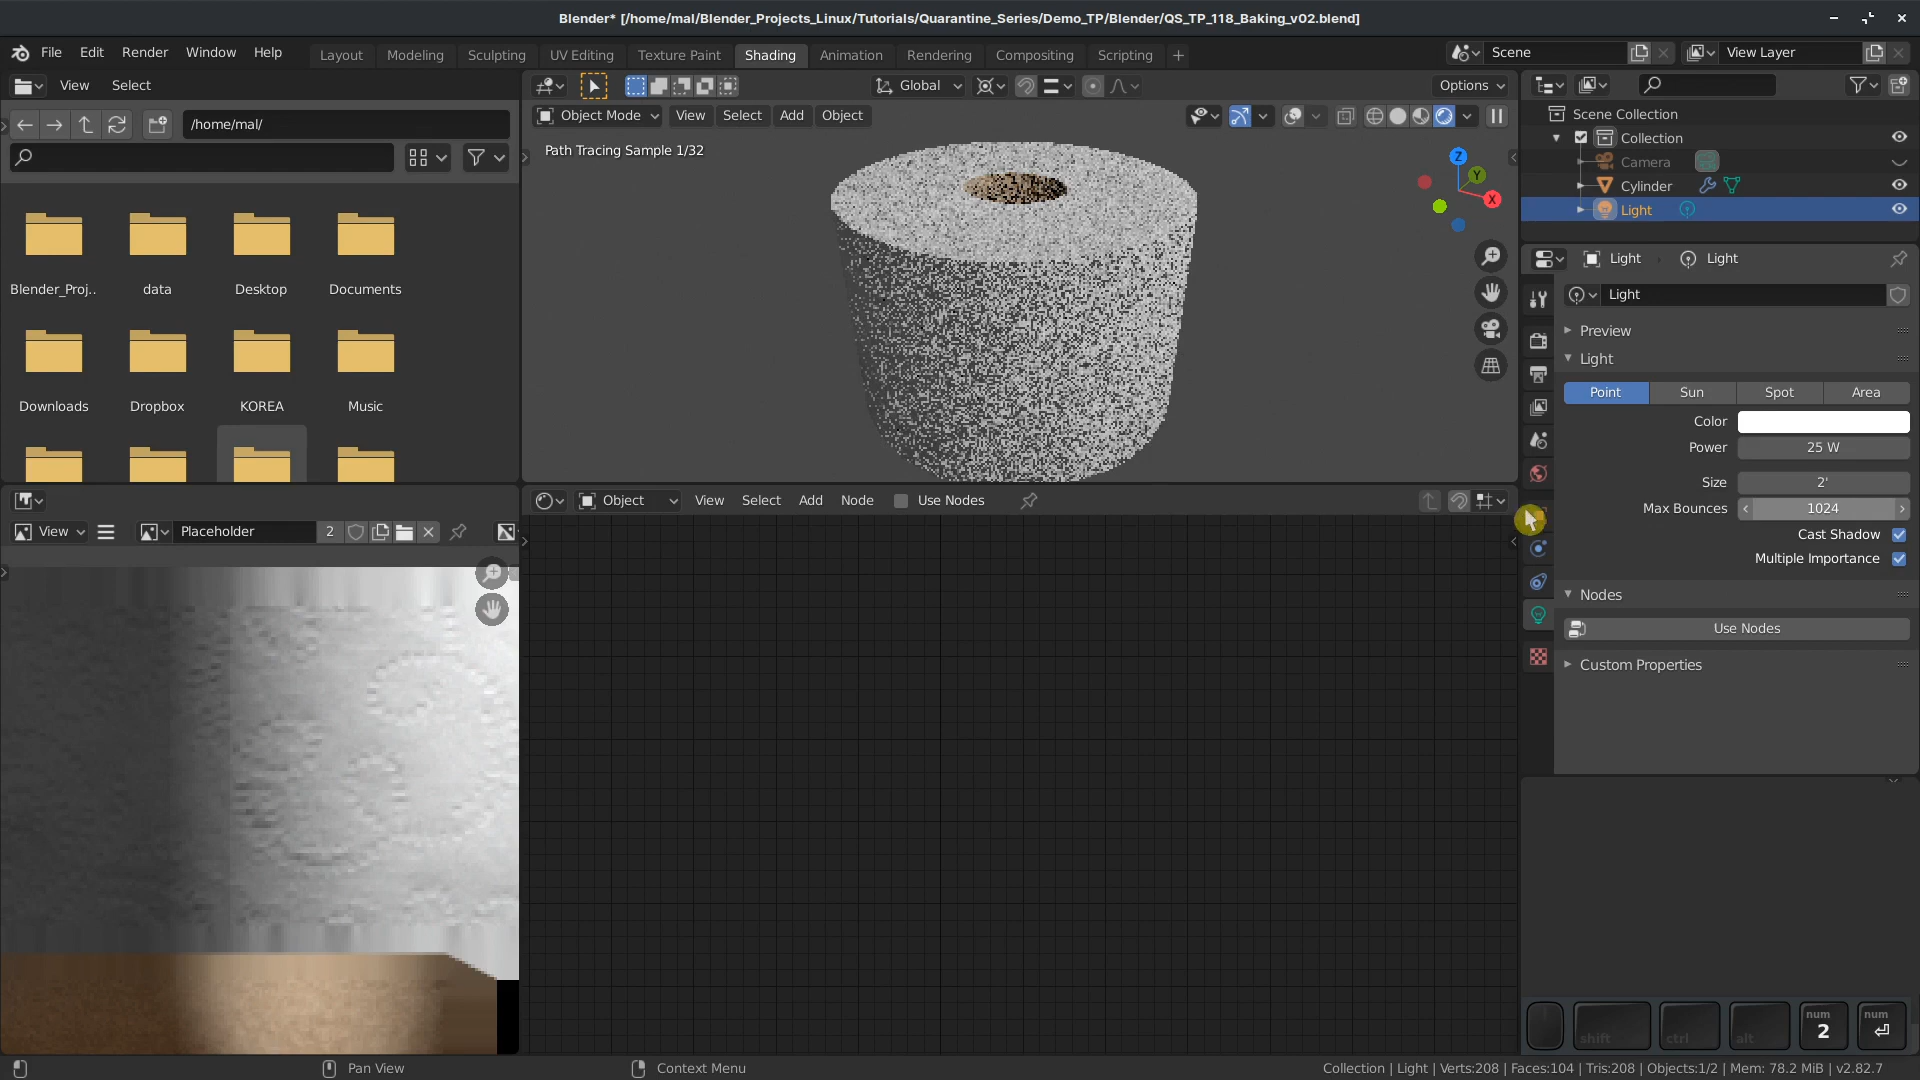 Blender* [/home/mal/Blender_Projects_Linux/Tutorials/Quarantine_Series/Demo_TP/Blender/QS_TP_118_Baking_v02.blend]
File Edit Render Window Help Layout Modeling Sculpting UV Editing Texture Paint Shading Animation Rendering Compositing Scripting + Scene View Layer
View Select Global Options
/home/mal/
Object Mode View Select Add Object
Path Tracing Sample 1/32
Z
Y
X
Scene Collection
Collection
Camera
Cylinder
Light
Blender_Proj.. data Desktop Documents
Downloads Dropbox KOREA Music
Light Light
Light
Preview
Light
Point Sun Spot Area
Color
Power 25 W
Size 2'
Max Bounces 1024
Cast Shadow
Multiple Importance
Nodes
Use Nodes
Custom Properties
Object View Select Add Node Use Nodes
View Placeholder 2
shift ctrl alt num 2 num
Pan View Context Menu Collection | Light | Verts:208 | Faces:104 | Tris:208 | Objects:1/2 | Mem: 78.2 MiB | v2.82.7